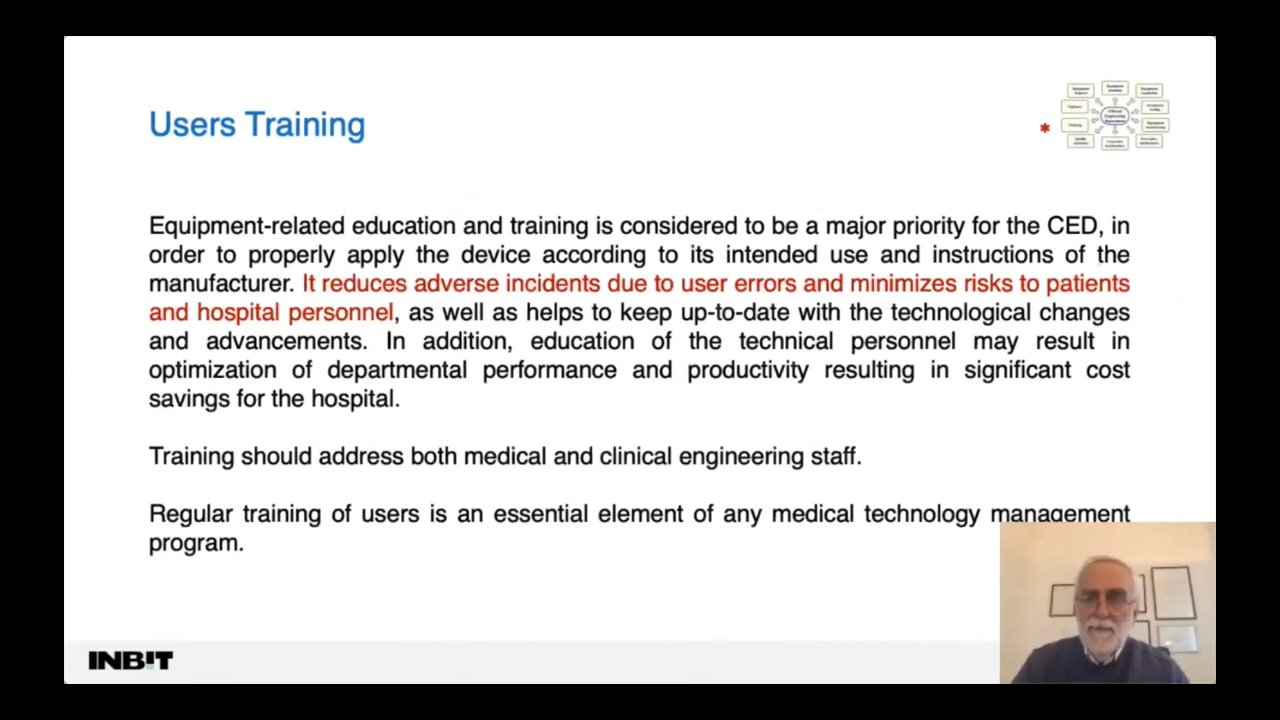 Users Training
*
Equipment-related education and training is considered to be a major priority for the CED, in
order to properly apply the device according to its intended use and instructions of the
manufacturer. It reduces adverse incidents due to user errors and minimizes risks to patients
and hospital personnel, as well as helps to keep up-to-date with the technological changes
and advancements. In addition, education of the technical personnel may result in
optimization of departmental performance and productivity resulting in significant cost
savings for the hospital.
Training should address both medical and clinical engineering staff.
Regular training of users is an essential element of any medical technology management
program.
INBIT